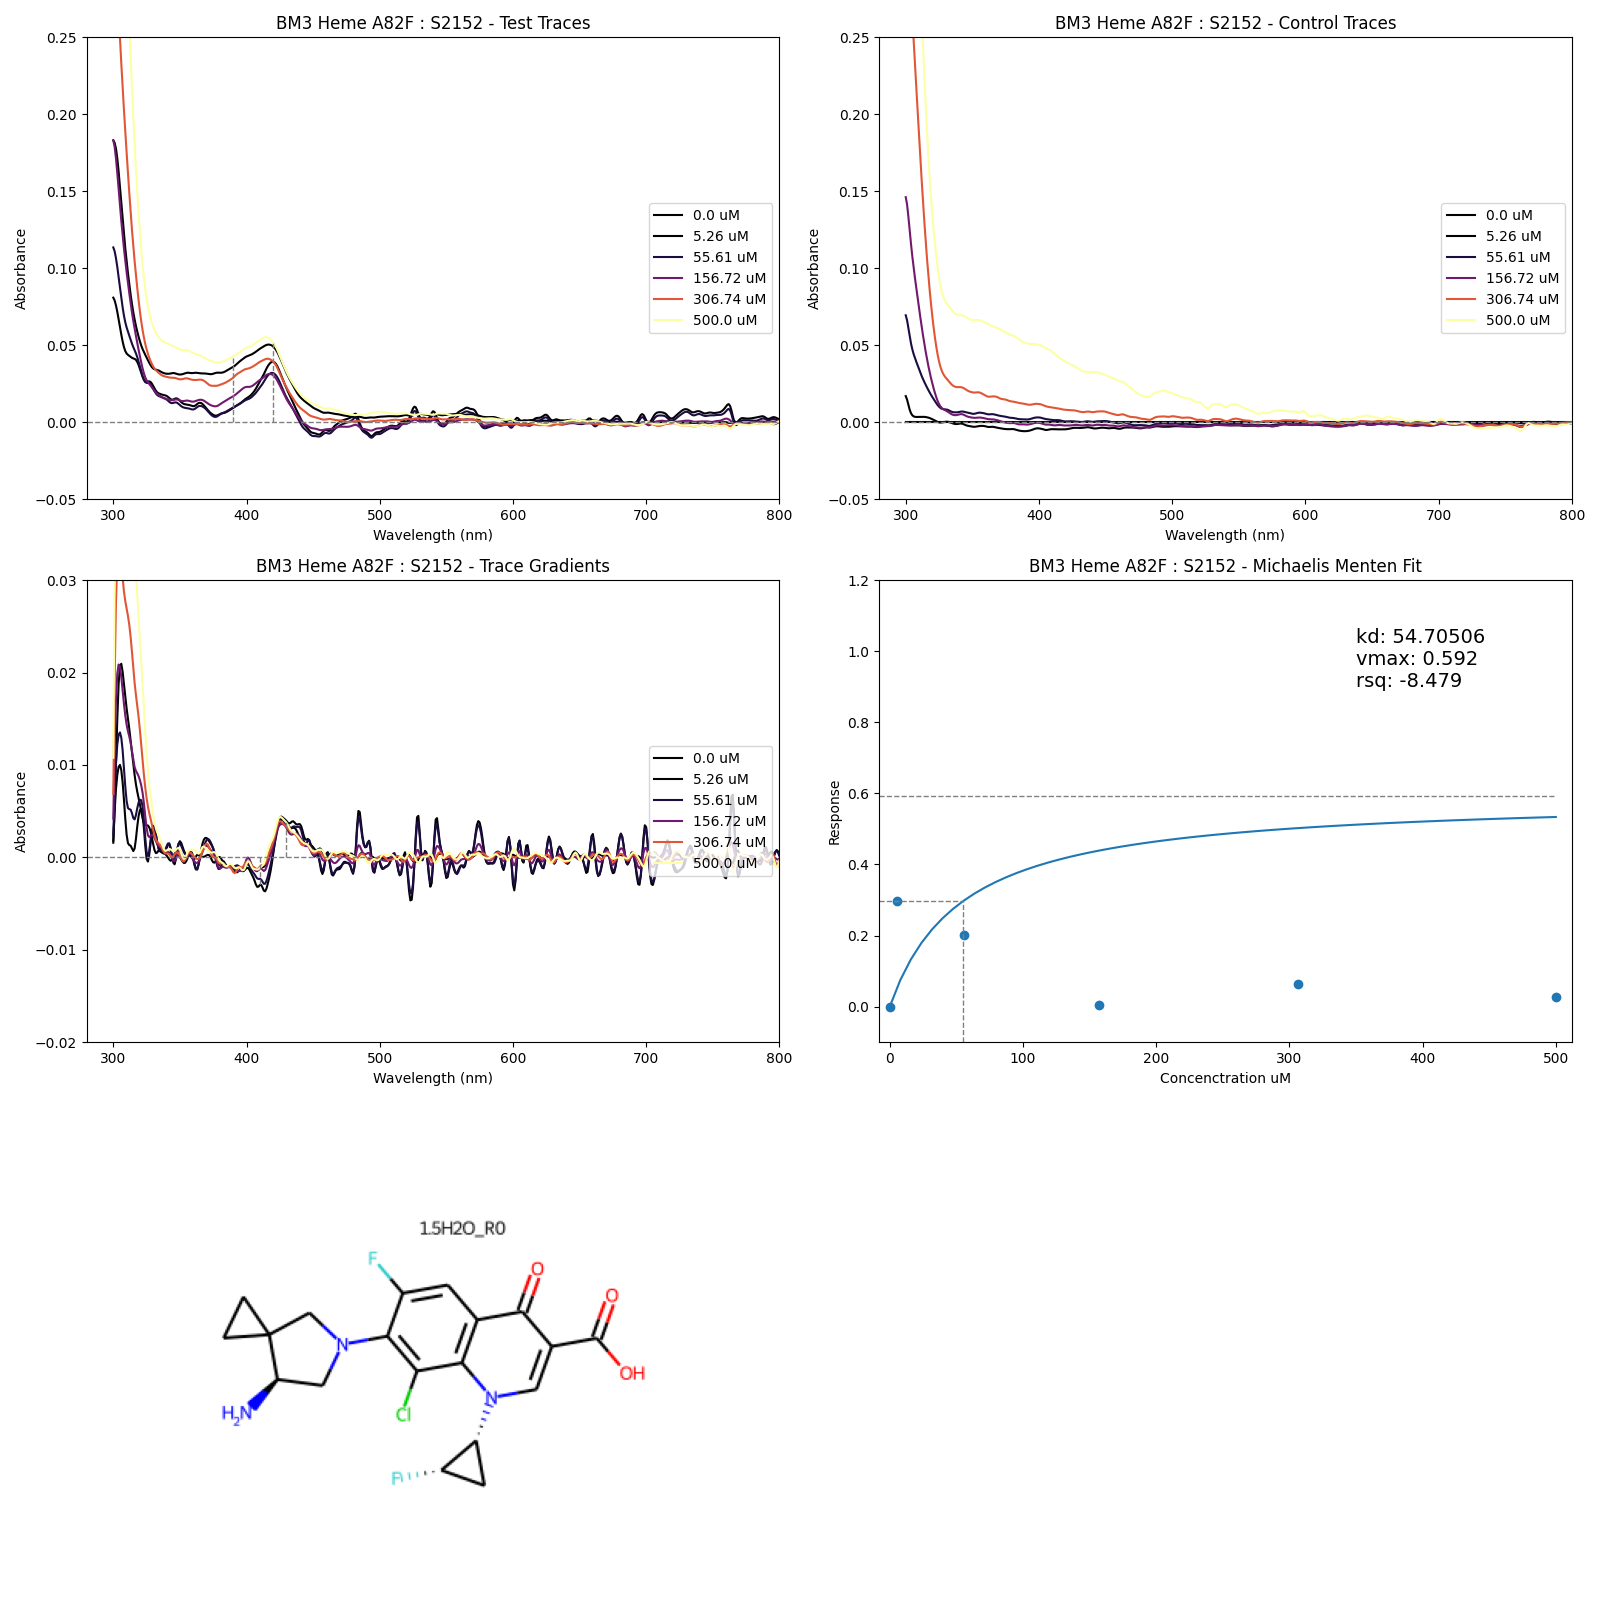 BM3 Heme A82F : S2152 - Test Traces
0.25
0.20
0.15
0.10
0.05
0.00
−0.05
Absorbance
300 400 500 600 700 800
Wavelength (nm)
0.0 uM
5.26 uM
55.61 uM
156.72 uM
306.74 uM
500.0 uM
BM3 Heme A82F : S2152 - Control Traces
0.25
0.20
0.15
0.10
0.05
0.00
−0.05
Absorbance
300 400 500 600 700 800
Wavelength (nm)
0.0 uM
5.26 uM
55.61 uM
156.72 uM
306.74 uM
500.0 uM
BM3 Heme A82F : S2152 - Trace Gradients
0.03
0.02
0.01
0.00
−0.01
−0.02
Absorbance
300 400 500 600 700 800
Wavelength (nm)
0.0 uM
5.26 uM
55.61 uM
156.72 uM
306.74 uM
500.0 uM
BM3 Heme A82F : S2152 - Michaelis Menten Fit
1.2
1.0
0.8
0.6
0.4
0.2
0.0
Response
kd: 54.70506
vmax: 0.592
rsq: -8.479
0 100 200 300 400 500
Concenctration uM
1.5H2O_R0
F
O
O
N
OH
H2N
Cl
N
F